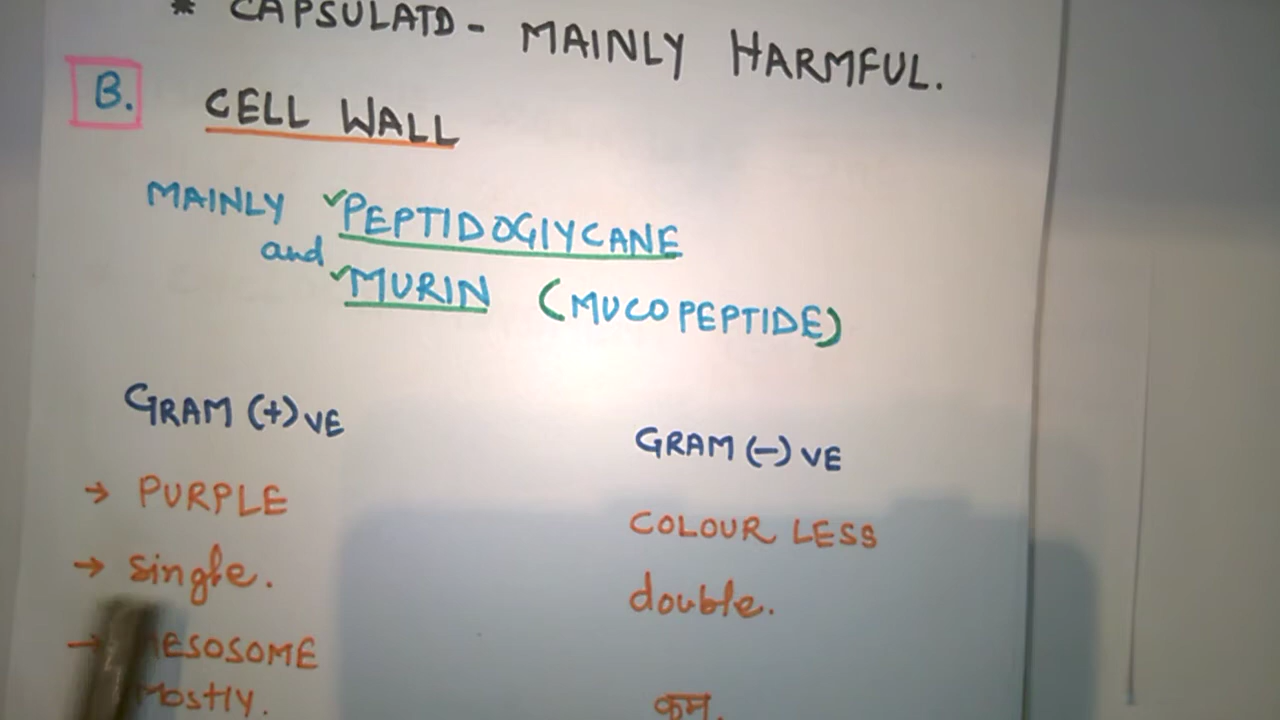 * CAPSULATD - MAINLY HARMFUL.
B. CELL WALL
MAINLY PEPTIDOGIYCANE
and MURIN (MUCOPEPTIDE)
GRAM (+)VE GRAM (-) VE
→ PURPLE COLOUR LESS
→ single. double.
→ ESOSOME
MOSTLY. कम.